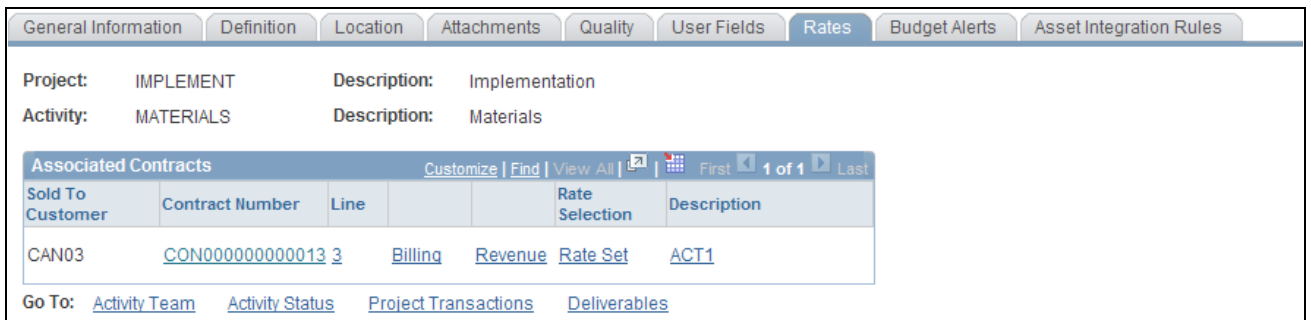 General Information Definition Location Attachments Quality User Fields Rates Budget Alerts Asset Integration Rules
Project: IMPLEMENT Description: Implementation
Activity: MATERIALS Description: Materials
Associated Contracts Customize | Find | View All | | First 1 of 1 Last
Sold To Customer Contract Number Line Rate Selection Description
CAN03 CON000000000013 3 Billing Revenue Rate Set ACT1
Go To: Activity Team Activity Status Project Transactions Deliverables